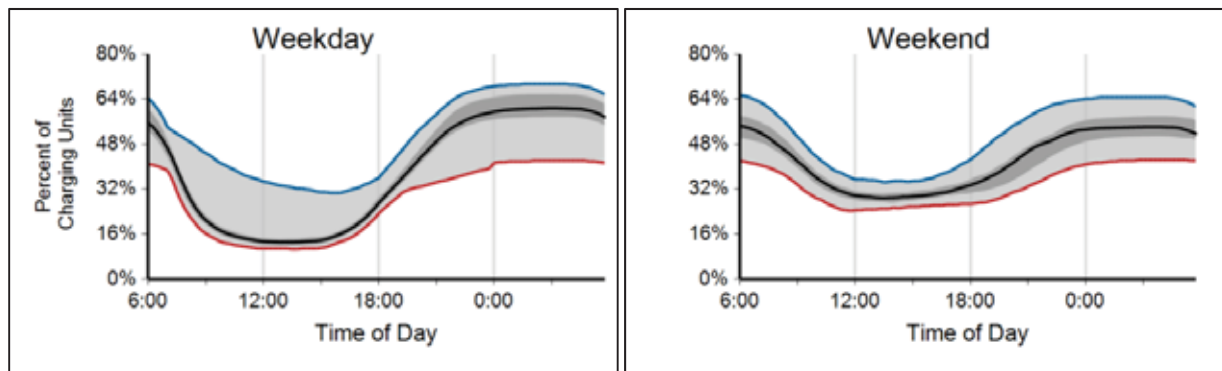 Weekday
80%
64%
48%
32%
16%
0%
Percent of
Charging Units
6:00 12:00 18:00 0:00
Time of Day
Weekend
80%
64%
48%
32%
16%
0%
6:00 12:00 18:00 0:00
Time of Day